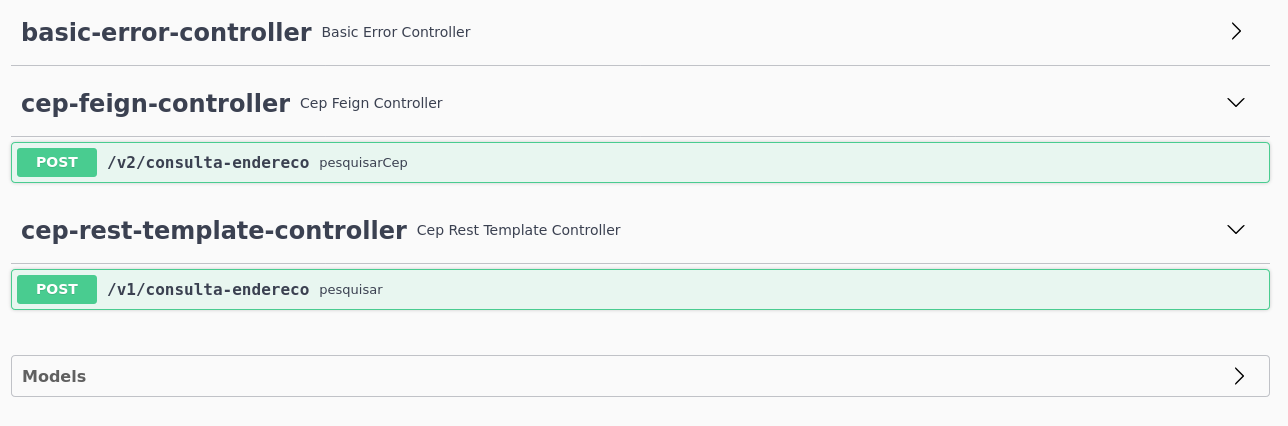 basic-error-controller Basic Error Controller
cep-feign-controller Cep Feign Controller
POST /v2/consulta-endereco pesquisarCep
cep-rest-template-controller Cep Rest Template Controller
POST /v1/consulta-endereco pesquisar
Models